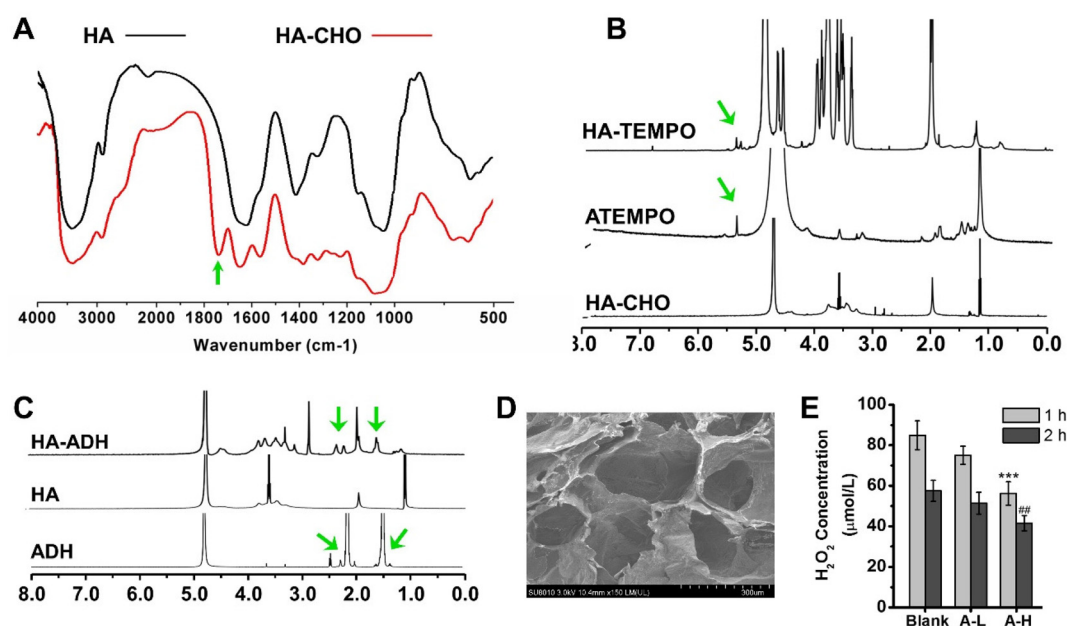 A
HA
HA-CHO
4000 3000 2000 1800 1600 1400 1200 1000 500
Wavenumber (cm-1)
B
HA-TEMPO
ATEMPO
HA-CHO
8.0 7.0 6.0 5.0 4.0 3.0 2.0 1.0 0.0
C
HA-ADH
HA
ADH
8.0 7.0 6.0 5.0 4.0 3.0 2.0 1.0 0.0
D
SU8010 3.0kV 10.4mm x150 LM(UL)
300um
E
1 h
2 h
H2O2 Concentration
(μmol/L)
100
80
60
40
20
0
***
##
Blank A-L A-H